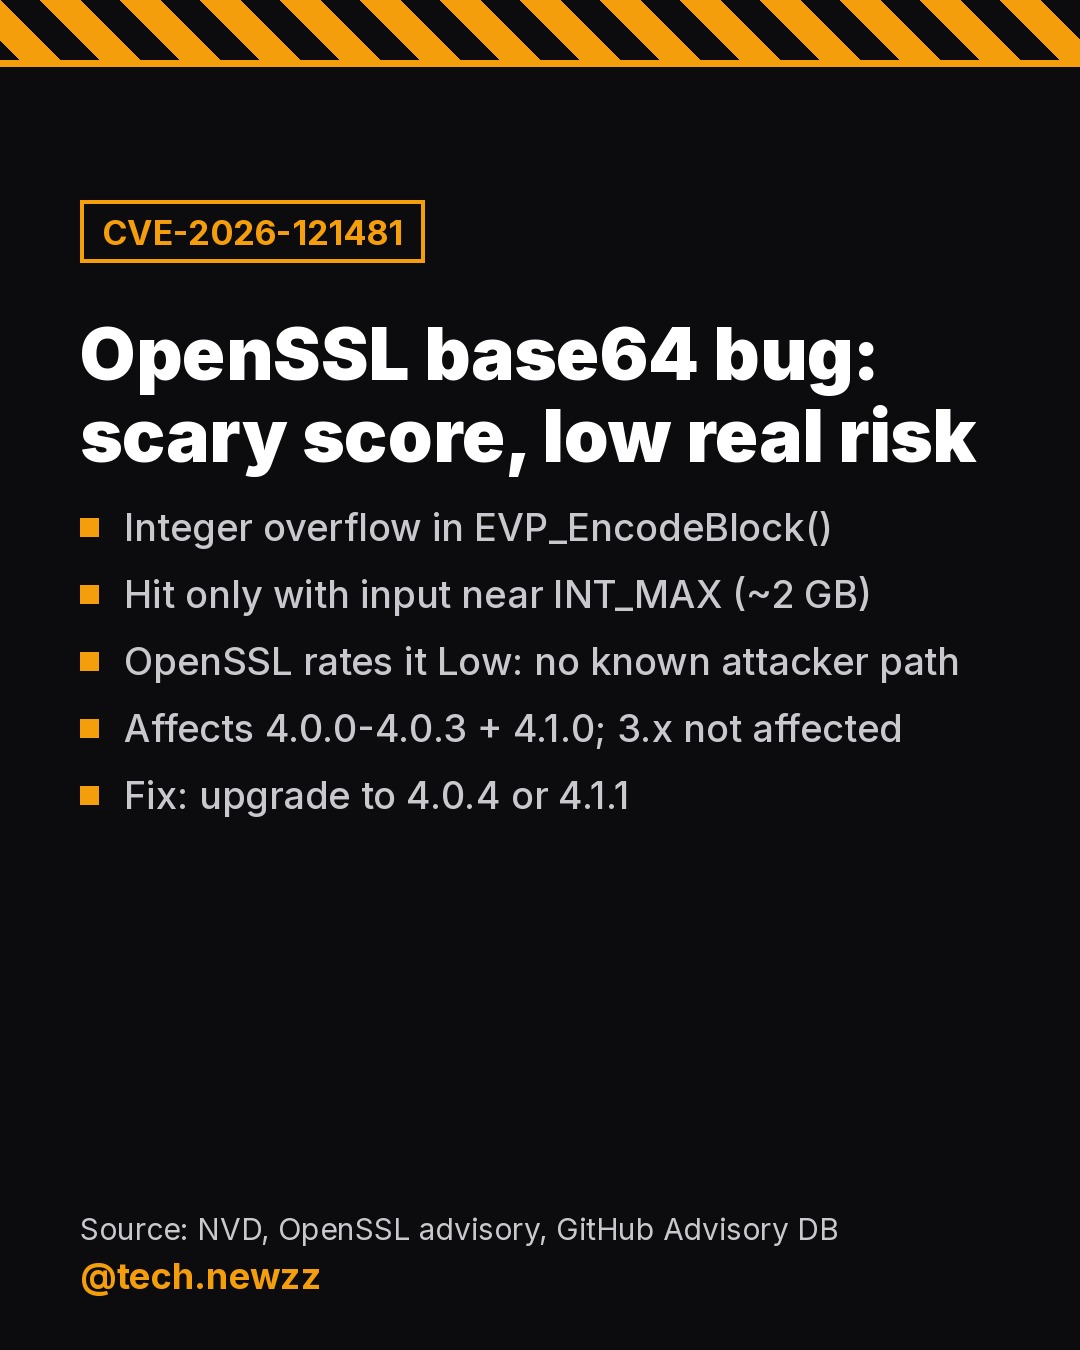 CVE-2026-121481
OpenSSL base64 bug:
scary score, low real risk
Integer overflow in EVP_EncodeBlock()
Hit only with input near INT_MAX (~2 GB)
OpenSSL rates it Low: no known attacker path
Affects 4.0.0-4.0.3 + 4.1.0; 3.x not affected
Fix: upgrade to 4.0.4 or 4.1.1
Source: NVD, OpenSSL advisory, GitHub Advisory DB
@tech.newzz